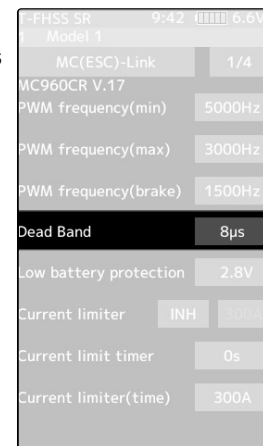 s
T-FHSS SR 9:42 6.6V
1 Model 1
MC(ESC)-Link 1/4
MC960CR V.17
PWM frequency(min) 5000Hz
PWM frequency(max) 3000Hz
PWM frequency(brake) 1500Hz
Dead Band 8µs
Low battery protection 2.8V
Current limiter INH 300A
Current limit timer 0s
Current limiter(time) 300A